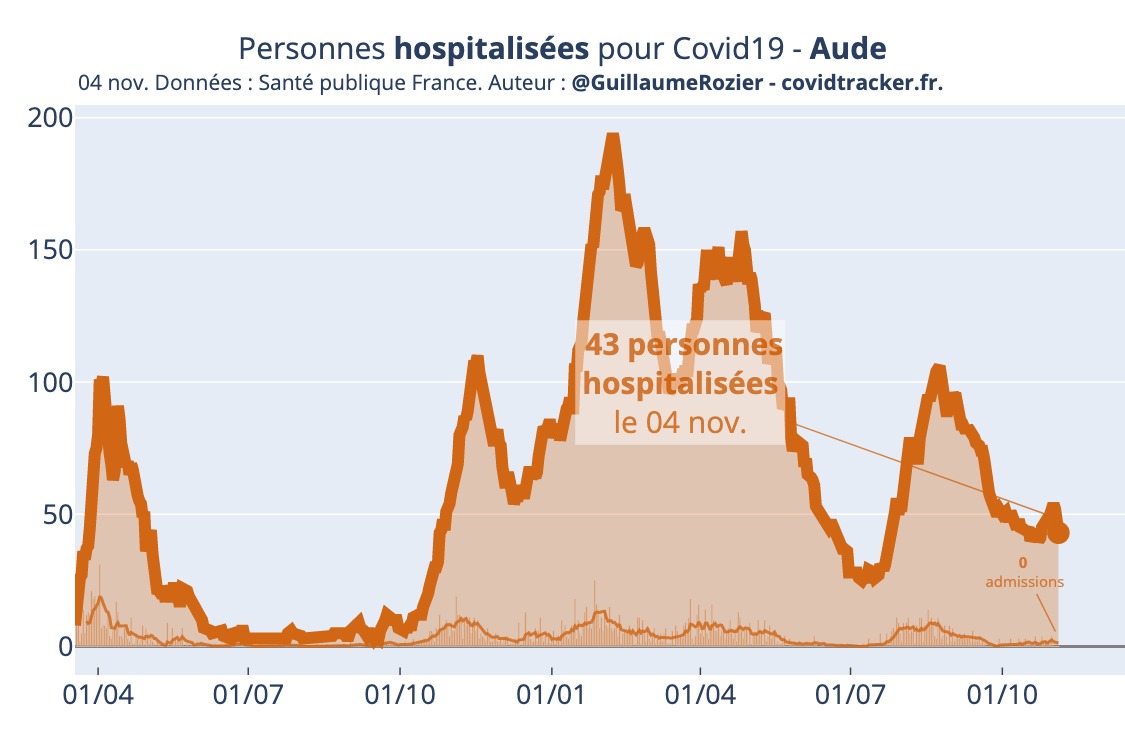 Personnes hospitalisées pour Covid19 - Aude
04 nov. Données : Santé publique France. Auteur : @GuillaumeRozier - covidtracker.fr.
200
150
100
50
0
43 personnes
hospitalisées
le 04 nov.
0
admissions
01/04 01/07 01/10 01/01 01/04 01/07 01/10